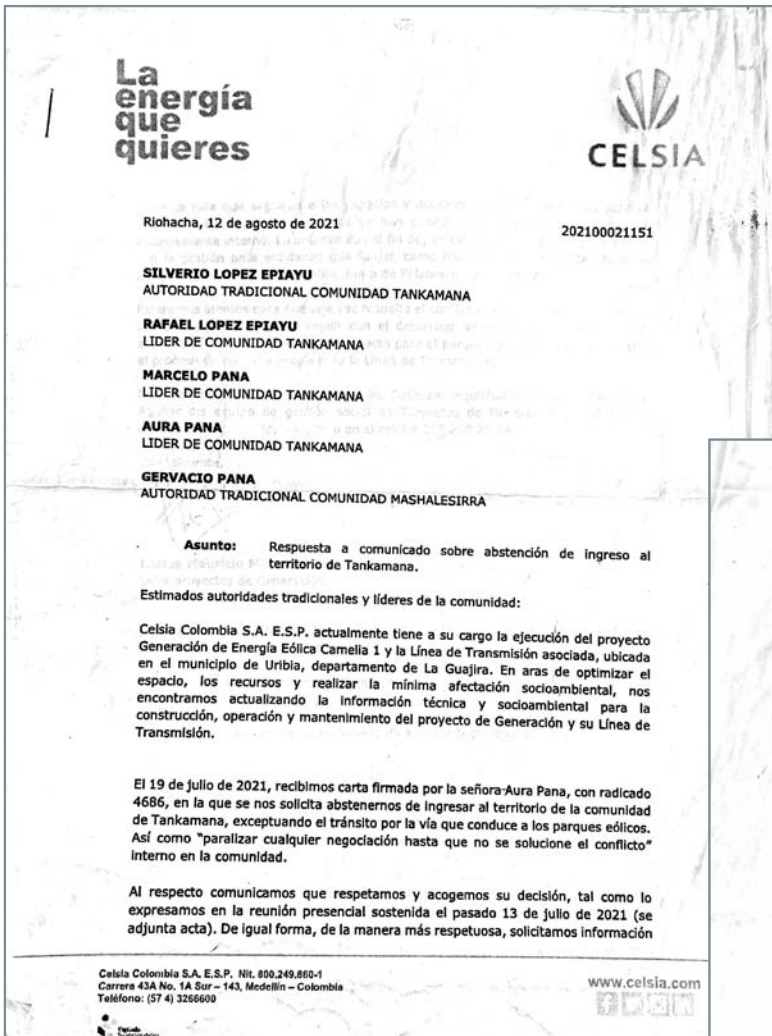 La
energía
que
quieres
CELSIA
Riohacha, 12 de agosto de 2021
202100021151
SILVERIO LOPEZ EPIAYU
AUTORIDAD TRADICIONAL COMUNIDAD TANKAMANA
RAFAEL LOPEZ EPIAYU
LIDER DE COMUNIDAD TANKAMANA
MARCELO PANA
LIDER DE COMUNIDAD TANKAMANA
AURA PANA
LIDER DE COMUNIDAD TANKAMANA
GERVACIO PANA
AUTORIDAD TRADICIONAL COMUNIDAD MASHALESIRRA
Asunto: Respuesta a comunicado sobre abstención de ingreso al
territorio de Tankamana.
Estimados autoridades tradicionales y líderes de la comunidad:
Celsia Colombia S.A. E.S.P. actualmente tiene a su cargo la ejecución del proyecto
Generación de Energía Eólica Camelia 1 y la Línea de Transmisión asociada, ubicada
en el municipio de Uribia, departamento de La Guajira. En aras de optimizar el
espacio, los recursos y realizar la mínima afectación socioambiental, nos
encontramos actualizando la información técnica y socioambiental para la
construcción, operación y mantenimiento del proyecto de Generación y su Línea de
Transmisión.
El 19 de julio de 2021, recibimos carta firmada por la señora Aura Pana, con radicado
4686, en la que se nos solicita abstenernos de ingresar al territorio de la comunidad
de Tankamana, exceptuando el tránsito por la vía que conduce a los parques eólicos.
Así como "paralizar cualquier negociación hasta que no se solucione el conflicto"
interno en la comunidad.
Al respecto comunicamos que respetamos y acogemos su decisión, tal como lo
expresamos en la reunión presencial sostenida el pasado 13 de julio de 2021 (se
adjunta acta). De igual forma, de la manera más respetuosa, solicitamos información
Celsia Colombia S.A. E.S.P. Nit. 800.249.860-1
Carrera 43A No. 1A Sur – 143, Medellín – Colombia
Teléfono: (57 4) 3266600
www.celsia.com